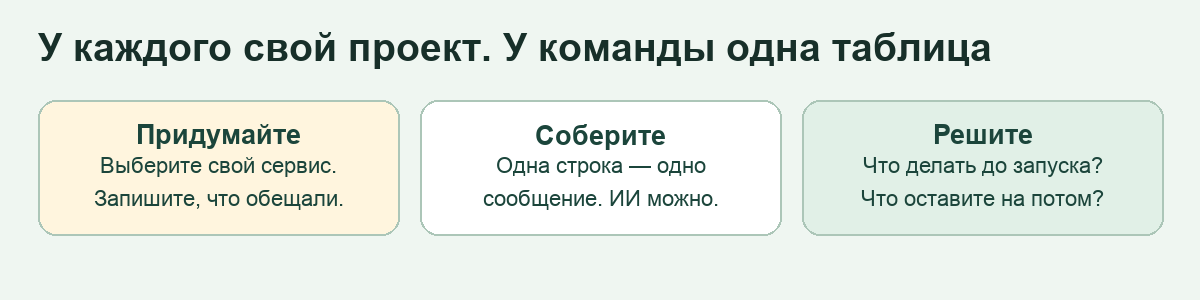 У каждого свой проект. У команды одна таблица
Придумайте
Выберите свой сервис.
Запишите, что обещали.
Соберите
Одна строка — одно
сообщение. ИИ можно.
Решите
Что делать до запуска?
Что оставите на потом?